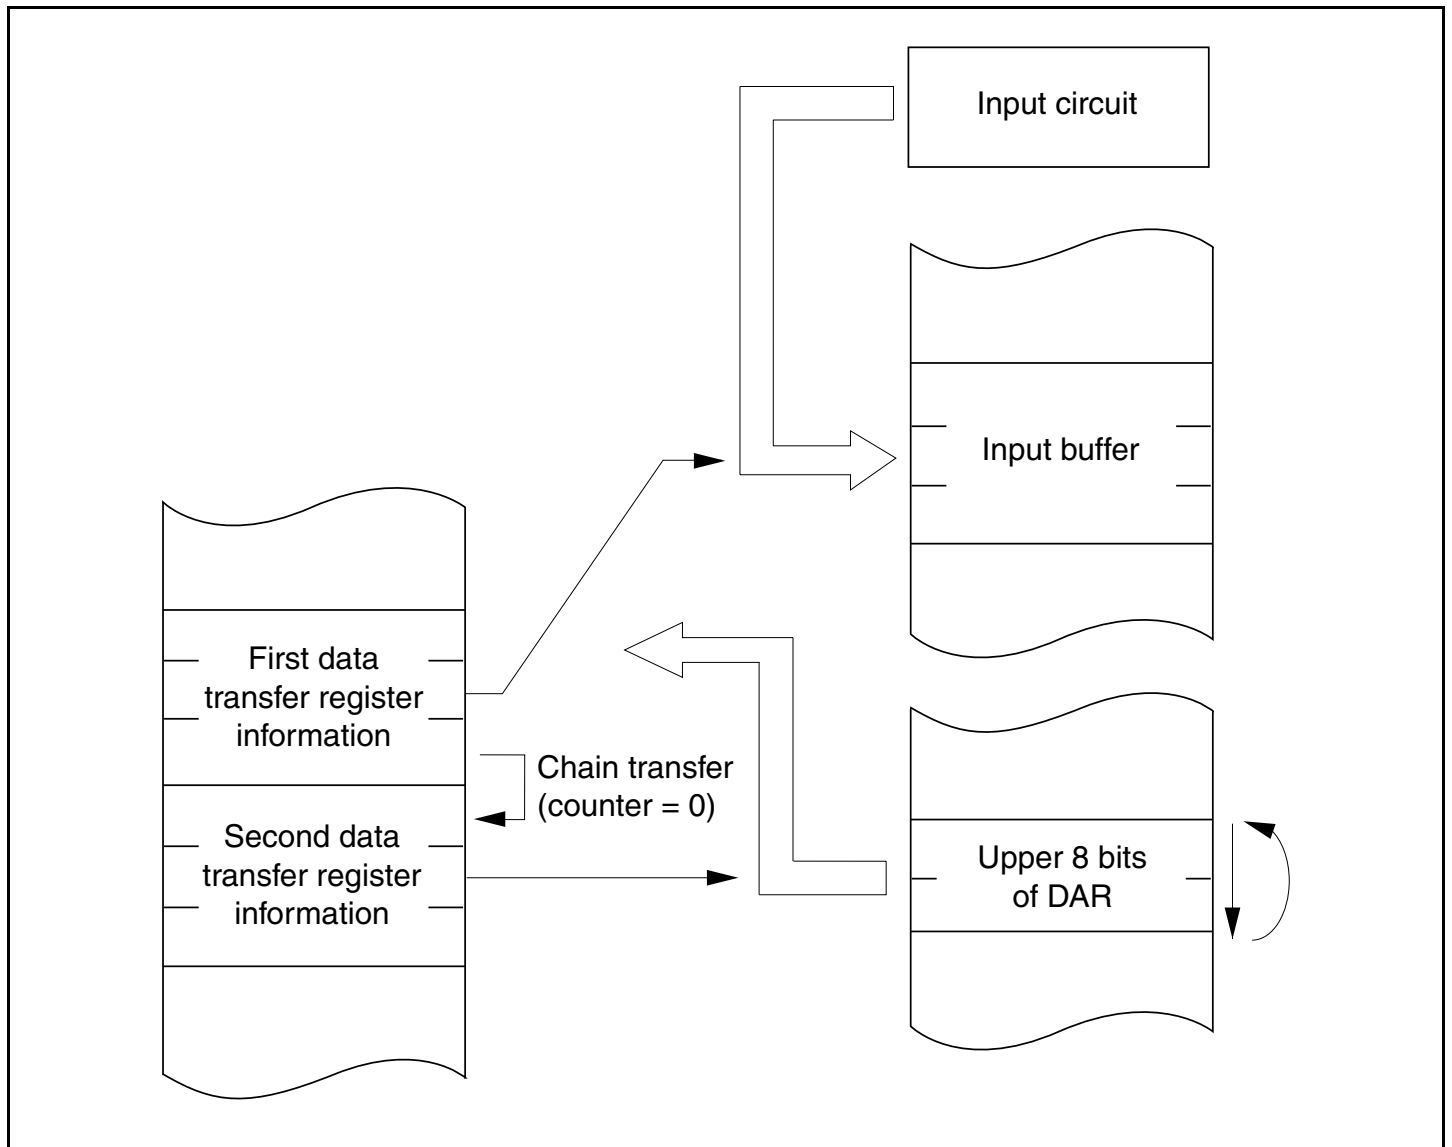 Input circuit
Input buffer
First data
transfer register
information
Chain transfer
(counter = 0)
Second data
transfer register
information
Upper 8 bits
of DAR